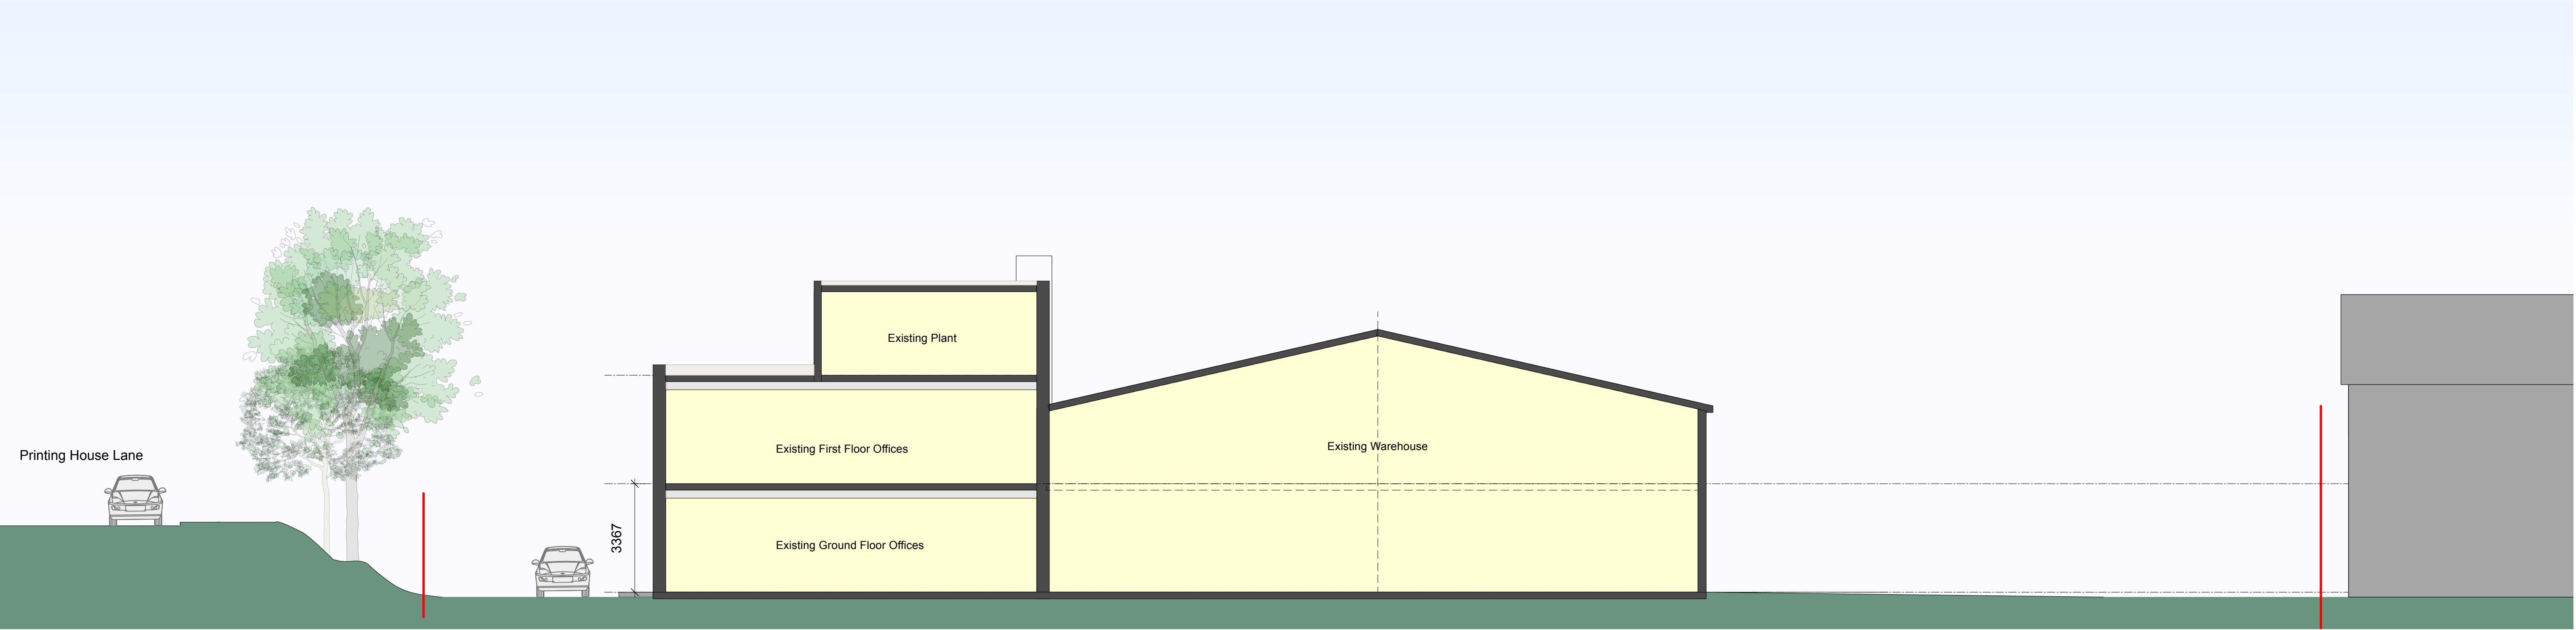 Existing Plant
Existing First Floor Offices
Existing Warehouse
Printing House Lane
3367
Existing Ground Floor Offices